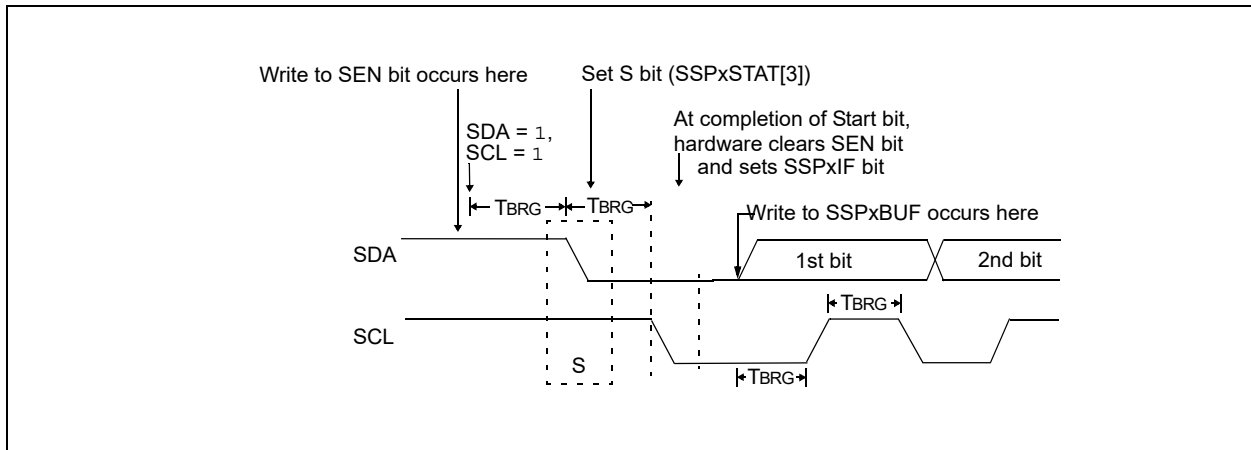 Write to SEN bit occurs here
Set S bit (SSPxSTAT[3])
At completion of Start bit,
hardware clears SEN bit
and sets SSPxIF bit
SDA = 1,
SCL = 1
TBRG
TBRG
Write to SSPxBUF occurs here
SDA
1st bit
2nd bit
TBRG
SCL
S
TBRG